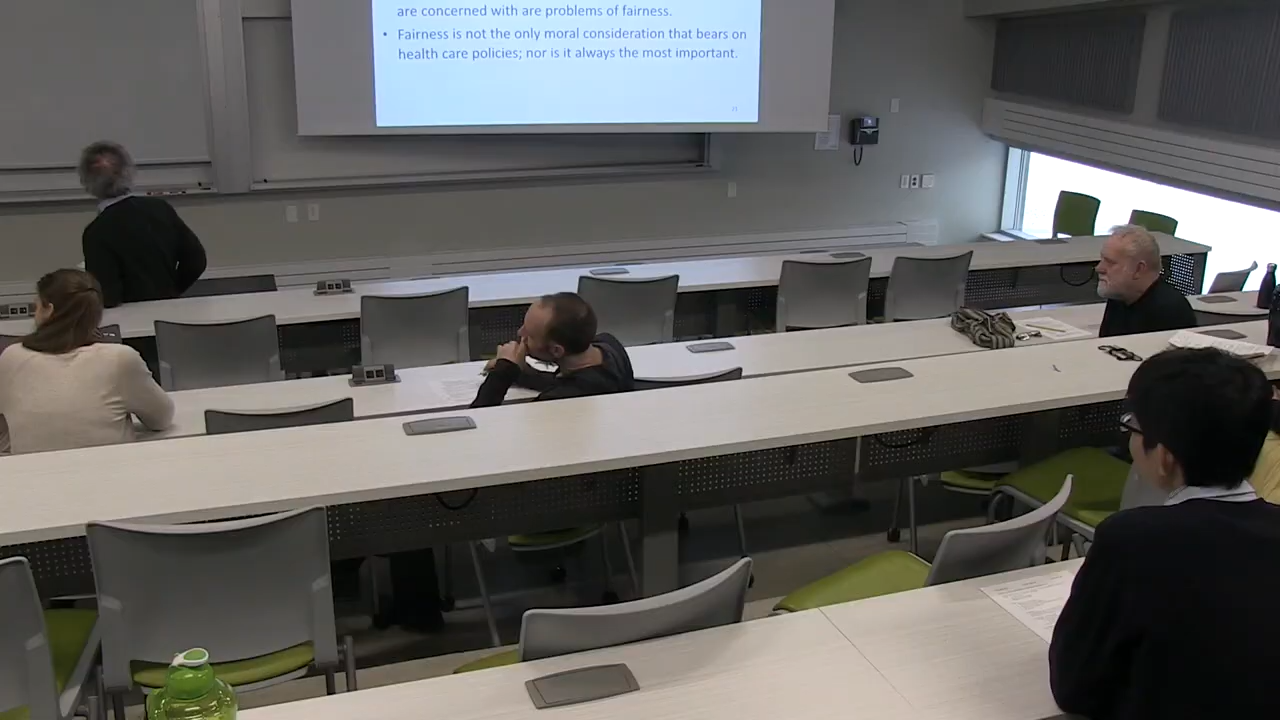 are concerned with are problems of fairness.
• Fairness is not the only moral consideration that bears on
health care policies; nor is it always the most important.